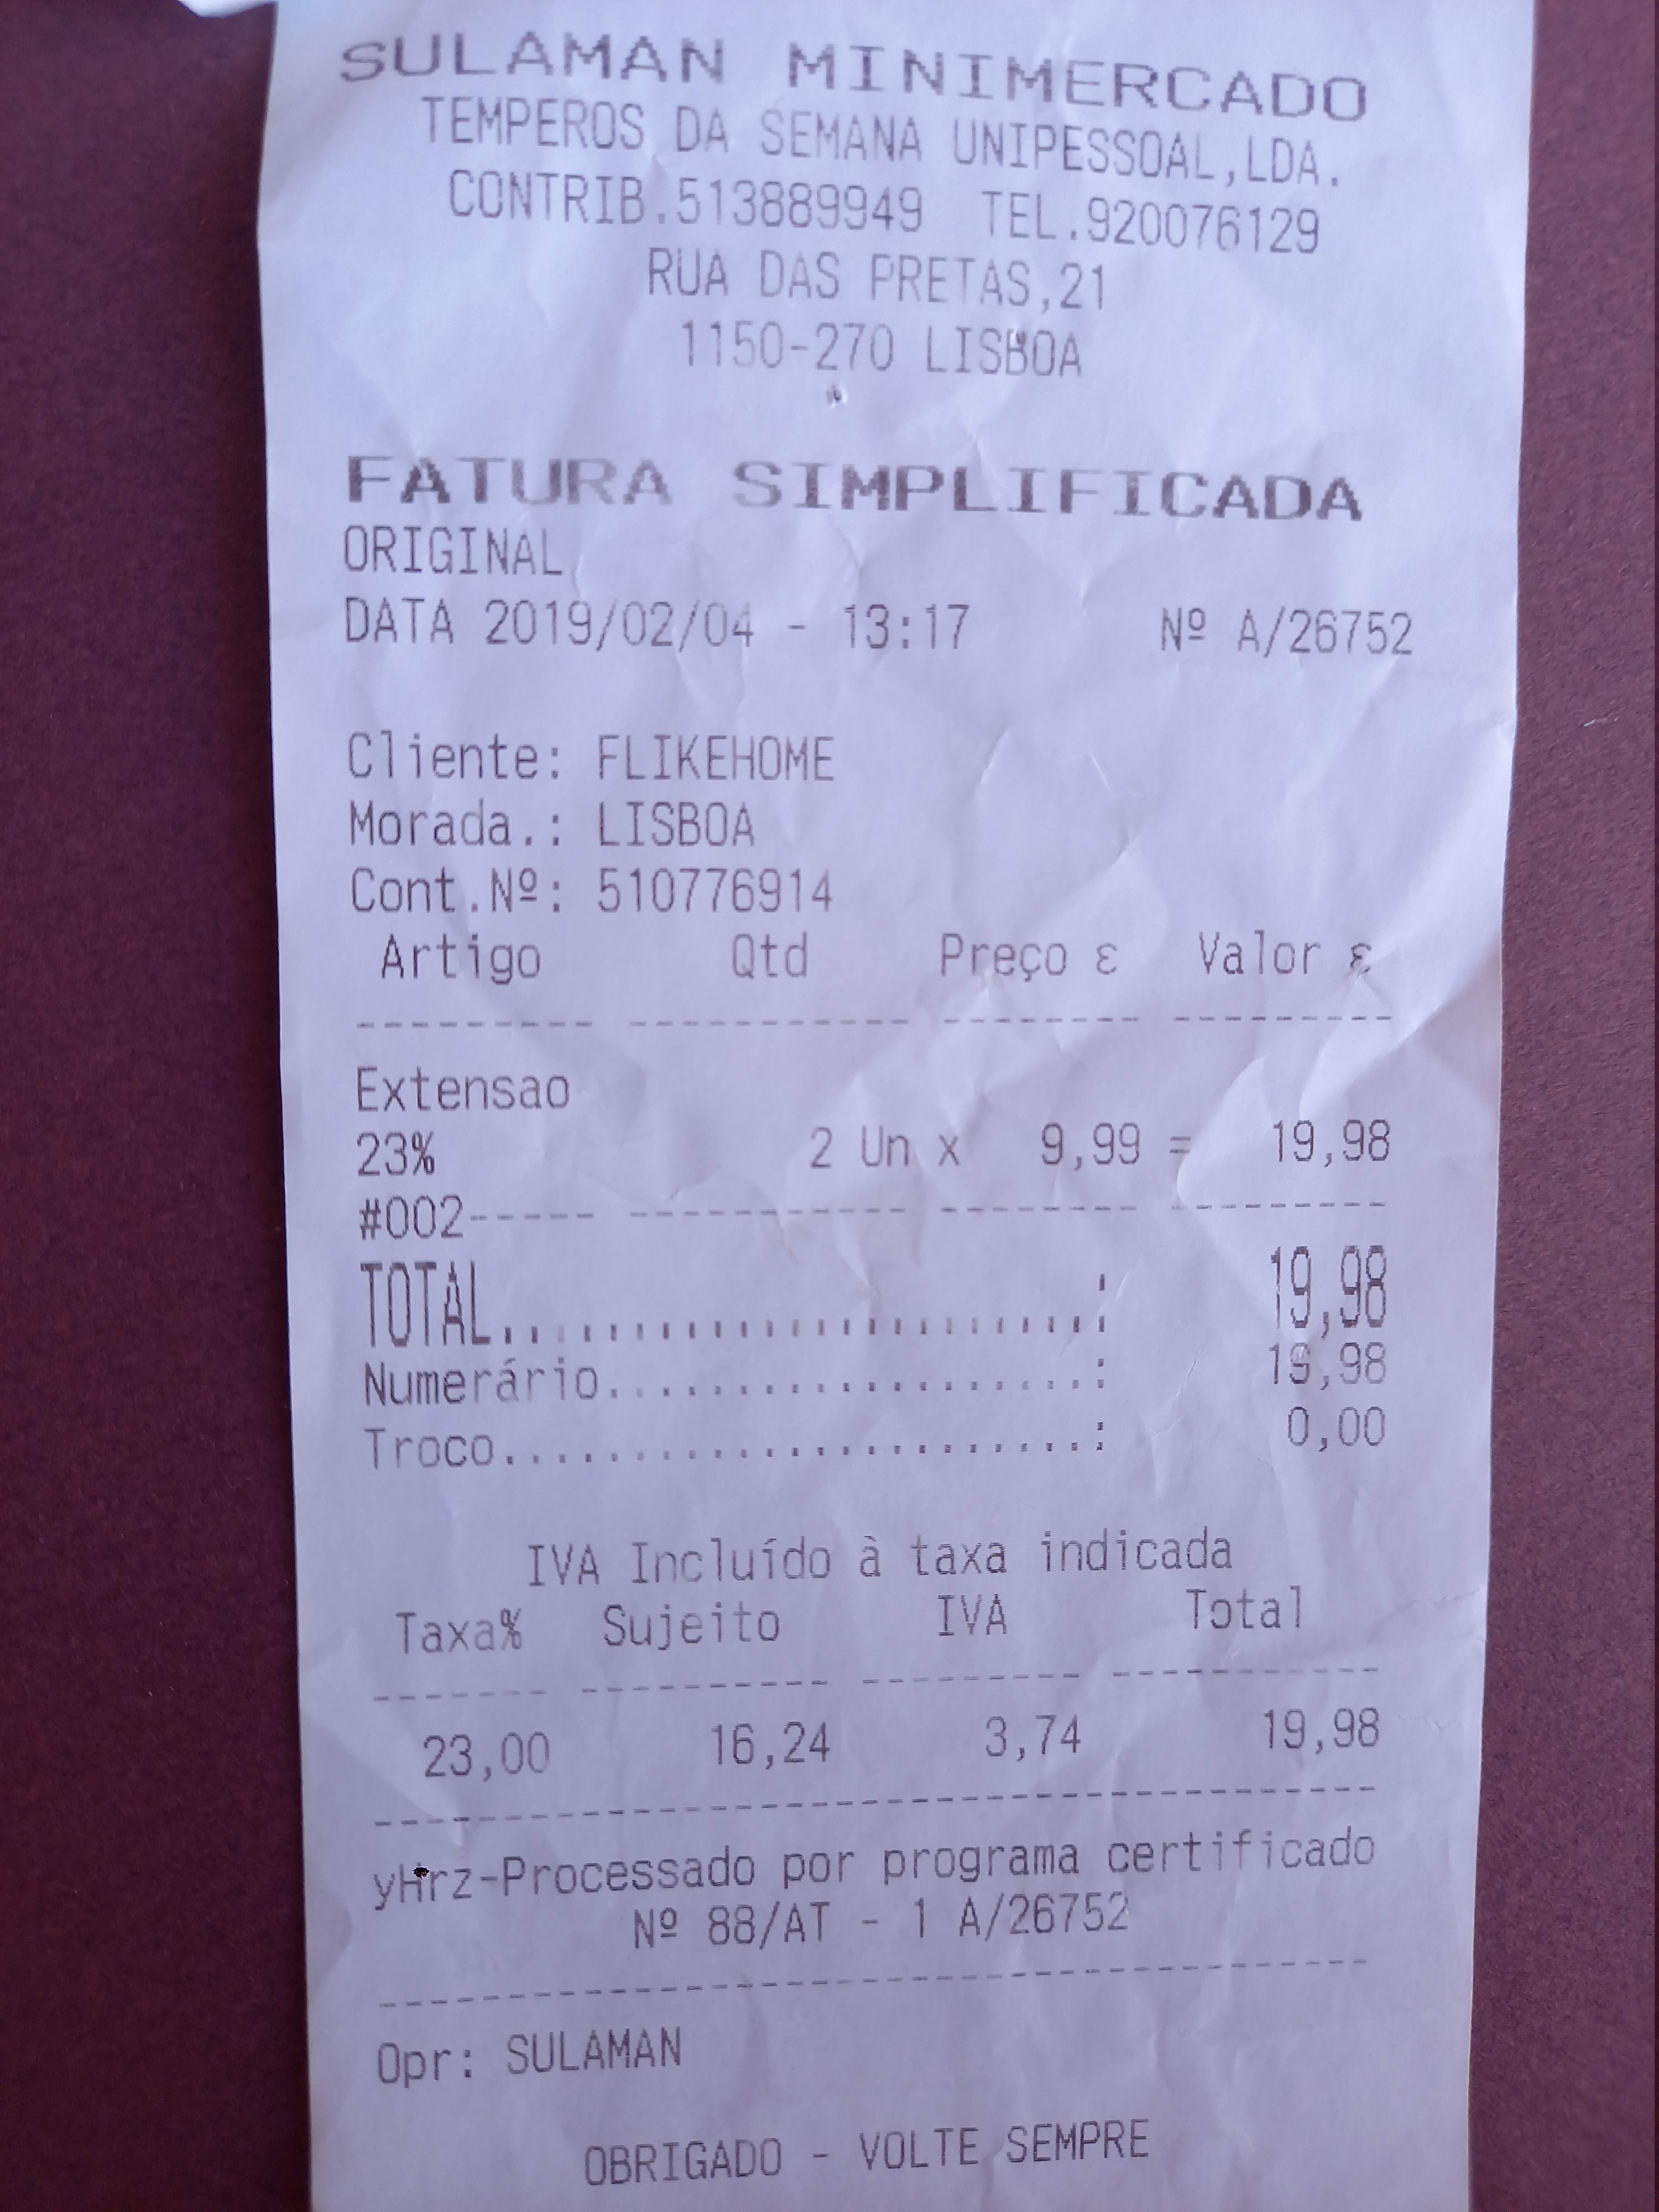 SULAMAN MINIMERCADO
TEMPEROS DA SEMANA UNIPESSOAL,LDA.
CONTRIB.513889949 TEL.920076129
RUA DAS PRETAS,21
1150-270 LISBOA
FATURA SIMPLIFICADA
ORIGINAL
DATA 2019/02/04 - 13:17 Nº A/26752
Cliente: FLIKEHOME
Morada.: LISBOA
Cont.Nº: 510776914
Artigo Qtd Preço ε Valor ε
--------- ----------- -------- ---------
Extensao
23% 2 Un x 9,99 = 19,98
#002----- ----------- -------- ---------
TOTAL.......................: 19,98
Numerário...................: 19,98
Troco.......................: 0,00
IVA Incluído à taxa indicada
Taxa% Sujeito IVA Total
------- ---------- --------- -----------
23,00 16,24 3,74 19,98
----------------------------------------
yHrz-Processado por programa certificado
Nº 88/AT - 1 A/26752
----------------------------------------
Opr: SULAMAN
OBRIGADO - VOLTE SEMPRE